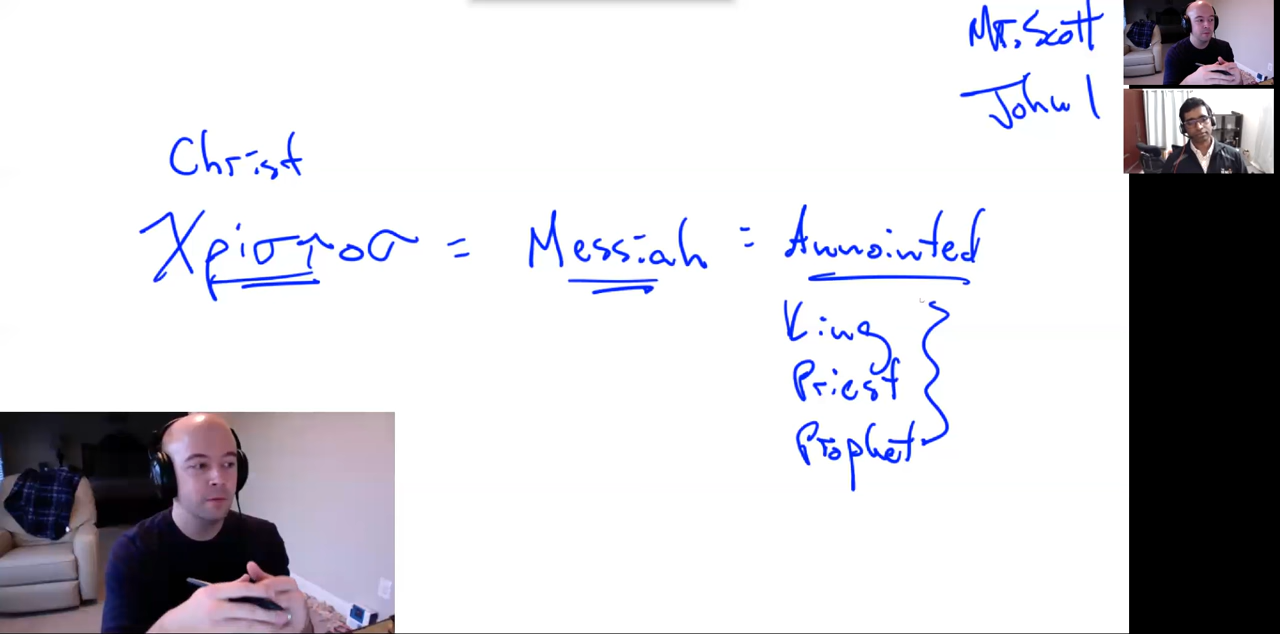 Mr. Scott
John 1
Christ
Χριστοσ = Messiah = Annointed
King
Priest
Prophet